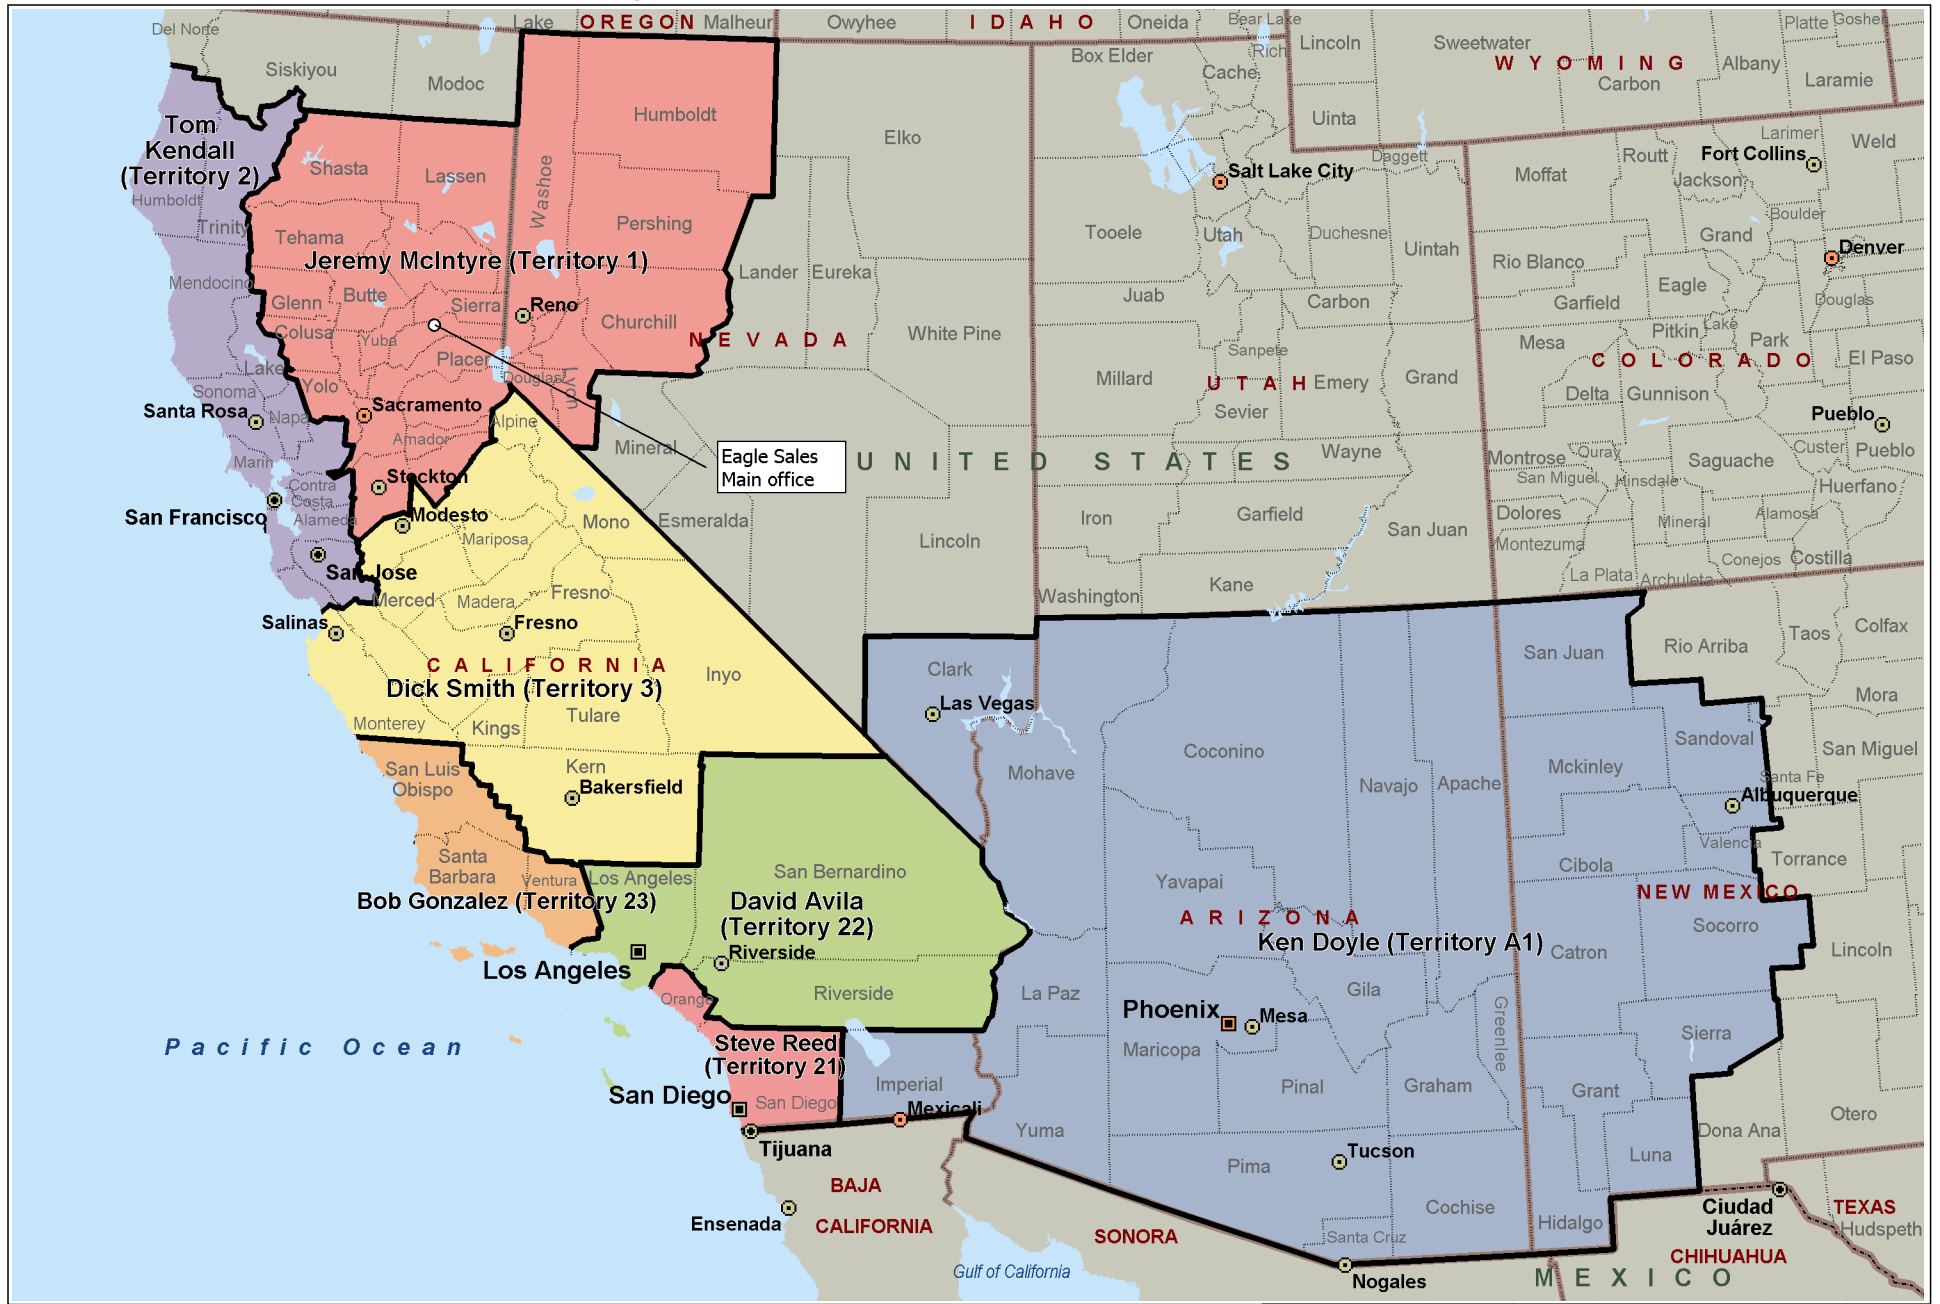 Del Norte
Lake
OREGON
Malheur
Owyhee
IDAHO
Oneida
Bear Lake
Rich
Lincoln
Sweetwater
WYOMING
Carbon
Albany
Platte
Goshen
Laramie
Siskiyou
Modoc
Box Elder
Cache
Uinta
Humboldt
Elko
Tom
Kendall
(Territory 2)
Humboldt
Trinity
Shasta
Lassen
Washoe
Pershing
Salt Lake City
Daggett
Moffat
Routt
Jackson
Larimer
Fort Collins
Weld
Boulder
Grand
Denver
Tehama
Jeremy McIntyre (Territory 1)
Mendocino
Glenn
Butte
Sierra
Reno
Colusa
Yuba
Placer
Churchill
Lander
Eureka
NEVADA
White Pine
Tooele
Utah
Duchesne
Uintah
Juab
Carbon
Rio Blanco
Garfield
Eagle
Douglas
Mesa
Pitkin
Lake
Park
El Paso
COLORADO
Sanpete
Millard
UTAH
Emery
Grand
Sevier
Delta
Gunnison
Pueblo
Lake
Sonoma
Yolo
Napa
Santa Rosa
Sacramento
Douglas
Lyon
Alpine
Amador
Marin
Stockton
Contra
Costa
Alameda
San Francisco
Modesto
San Jose
Mineral
Eagle Sales
Main office
UNITED STATES
Wayne
Montrose
Ouray
San Miguel
Hinsdale
Saguache
Custer
Pueblo
Huerfano
Dolores
Mineral
Alamosa
Montezuma
Conejos
Costilla
La Plata
Archuleta
Mono
Esmeralda
Mariposa
Lincoln
Iron
Garfield
San Juan
Kane
Washington
Merced
Madera
Fresno
Salinas
Fresno
CALIFORNIA
Dick Smith (Territory 3)
Inyo
Monterey
Kings
Tulare
Clark
Las Vegas
San Juan
Rio Arriba
Taos
Colfax
Mora
San Luis
Obispo
Kern
Bakersfield
Mohave
Coconino
Navajo
Apache
Mckinley
Sandoval
San Miguel
Santa Fe
Albuquerque
Valencia
Torrance
Cibola
Santa
Barbara
Ventura
Los Angeles
San Bernardino
Bob Gonzalez (Territory 23)
David Avila
(Territory 22)
Yavapai
ARIZONA
Ken Doyle (Territory A1)
NEW MEXICO
Socorro
Catron
Lincoln
Los Angeles
Riverside
Riverside
Orange
La Paz
Gila
Greenlee
Phoenix
Mesa
Maricopa
Sierra
Pacific Ocean
Steve Reed
(Territory 21)
San Diego
San Diego
Imperial
Mexicali
Pinal
Graham
Grant
Otero
Dona Ana
Yuma
Tijuana
Pima
Tucson
Luna
Cochise
Hidalgo
Santa Cruz
BAJA
CALIFORNIA
Ensenada
SONORA
Gulf of California
Nogales
Ciudad
Juárez
TEXAS
Hudspeth
CHIHUAHUA
MEXICO